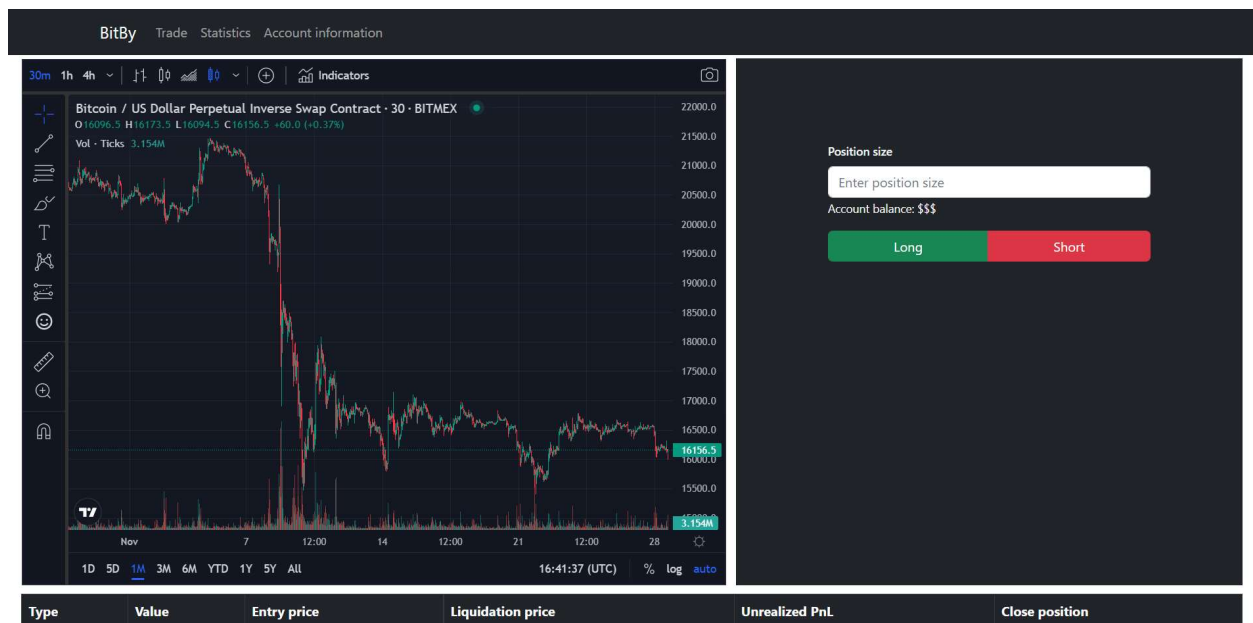 BitBy Trade Statistics Account information
30m 1h 4h Indicators
Bitcoin / US Dollar Perpetual Inverse Swap Contract · 30 · BITMEX
O16096.5 H16173.5 L16094.5 C16156.5 +60.0 (+0.37%)
Vol · Ticks 3.154M
22000.0
21500.0
21000.0
20500.0
20000.0
19500.0
19000.0
18500.0
18000.0
17500.0
17000.0
16500.0
16156.5
16000.0
15500.0
3.154M
Nov 7 12:00 14 12:00 21 12:00 28
1D 5D 1M 3M 6M YTD 1Y 5Y All 16:41:37 (UTC) % log auto
Position size
Enter position size
Account balance: $$$
Long Short
Type Value Entry price Liquidation price Unrealized PnL Close position